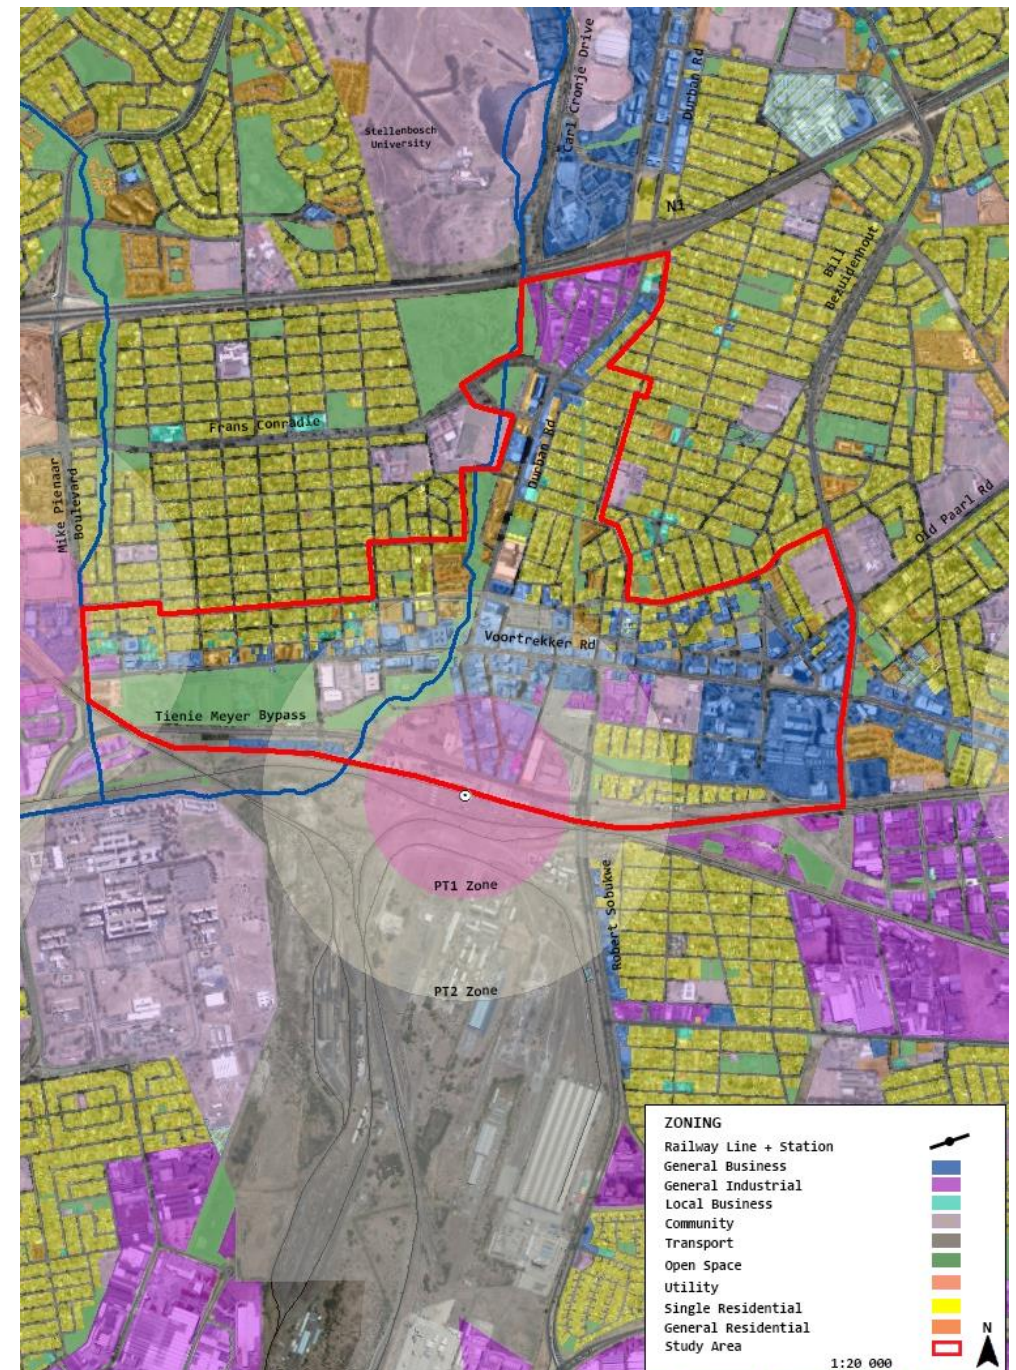 Carl Cronje Drive
Durban Rd
Stellenbosch
University
N1
Bill
Bezuidenhout
Frans Conradie
Durban Rd
Mike Pienaar
Boulevard
Old Paarl Rd
Voortrekker Rd
Tienie Meyer Bypass
PT1 Zone
Robert Sobukwe
PT2 Zone
ZONING
Railway Line + Station
General Business
General Industrial
Local Business
Community
Transport
Open Space
Utility
Single Residential
General Residential
Study Area
N
1:20 000